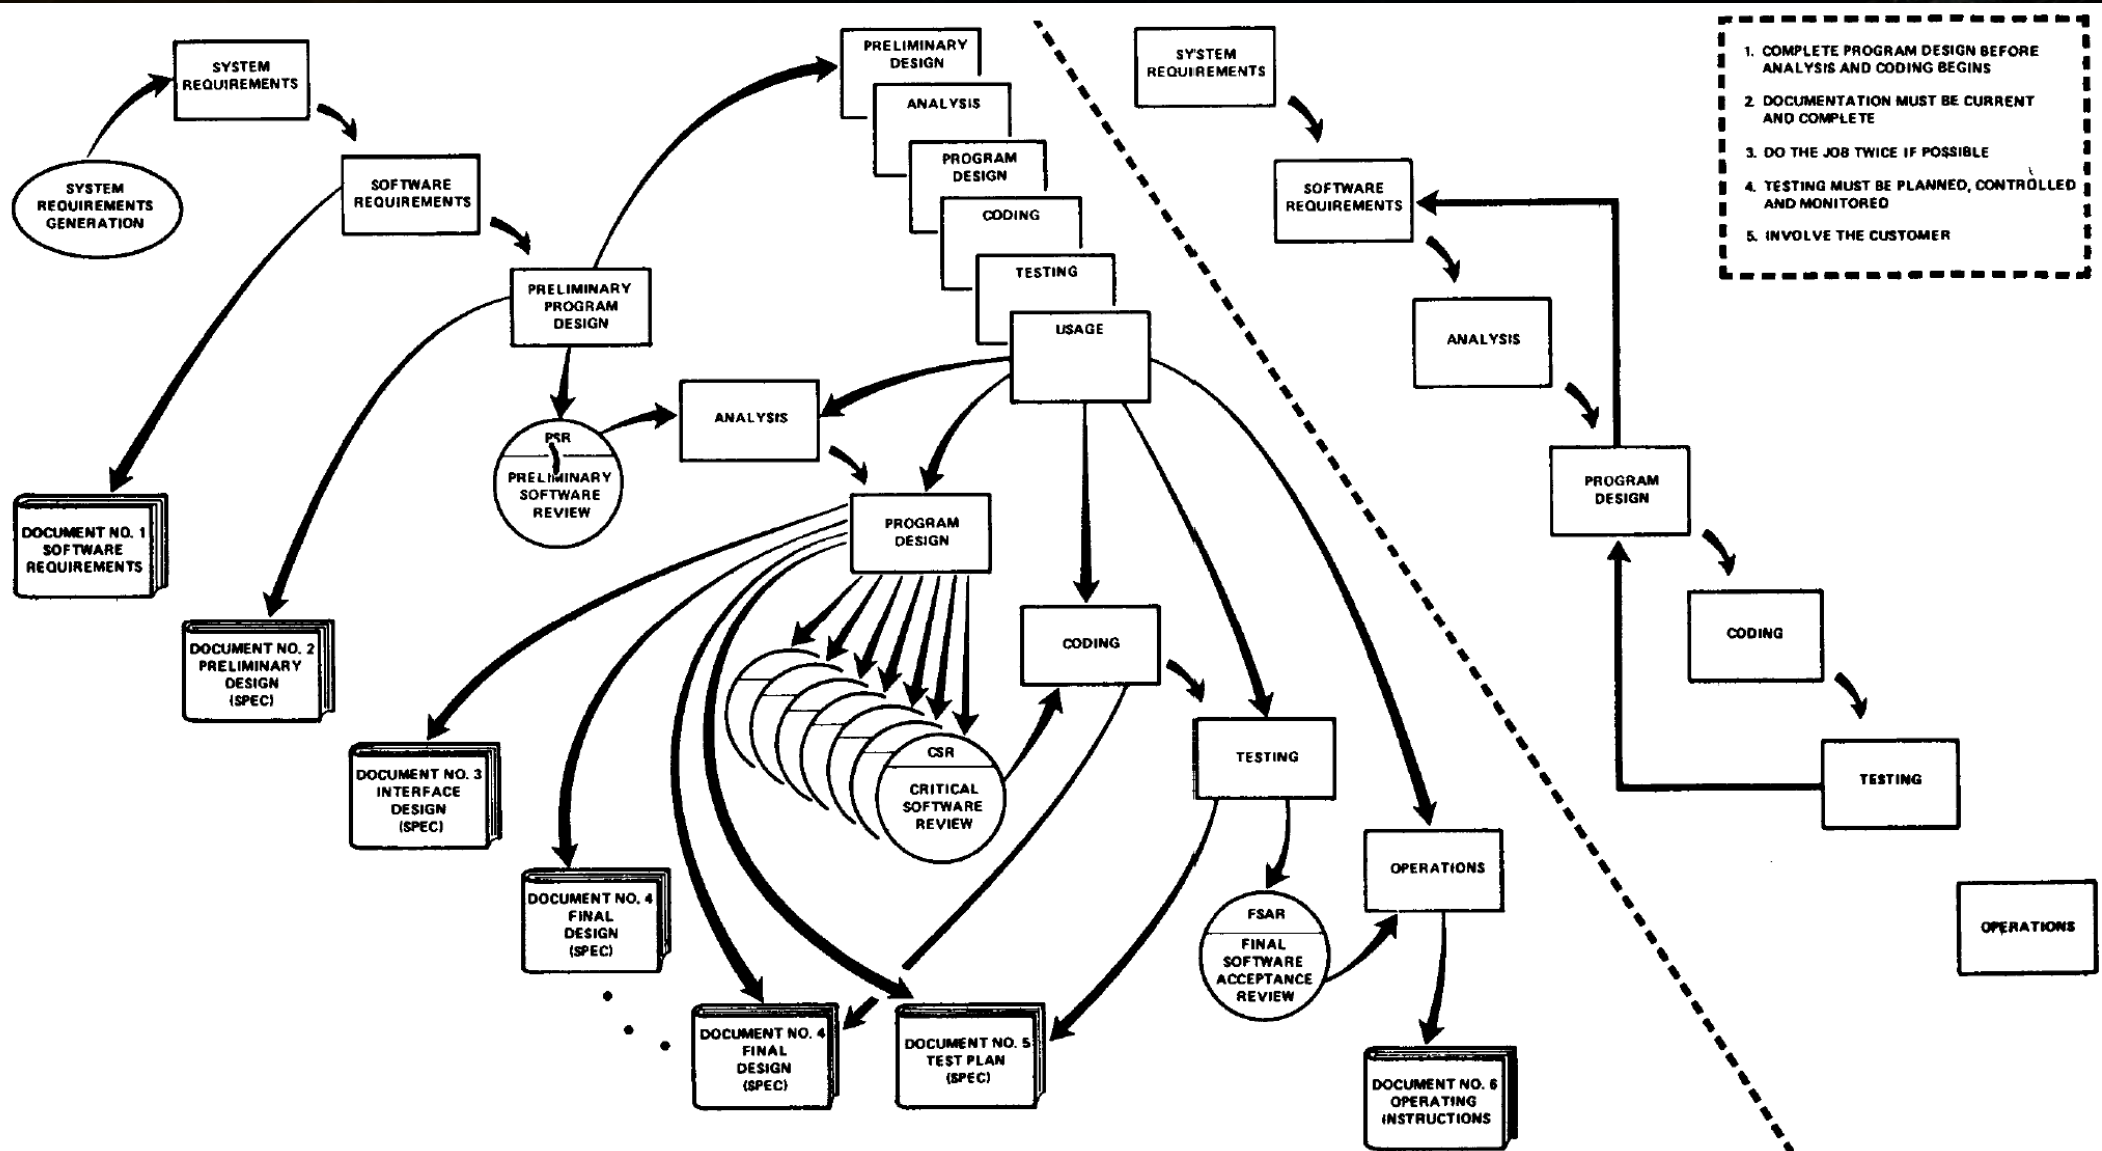 SYSTEM
REQUIREMENTS
SYSTEM
REQUIREMENTS
GENERATION
SOFTWARE
REQUIREMENTS
PRELIMINARY
PROGRAM
DESIGN
PRELIMINARY
DESIGN
ANALYSIS
PROGRAM
DESIGN
CODING
TESTING
USAGE
PSR
PRELIMINARY
SOFTWARE
REVIEW
ANALYSIS
PROGRAM
DESIGN
CODING
TESTING
OPERATIONS
CSR
CRITICAL
SOFTWARE
REVIEW
FSAR
FINAL
SOFTWARE
ACCEPTANCE
REVIEW
DOCUMENT NO. 1
SOFTWARE
REQUIREMENTS
DOCUMENT NO. 2
PRELIMINARY
DESIGN
(SPEC)
DOCUMENT NO. 3
INTERFACE
DESIGN
(SPEC)
DOCUMENT NO. 4
FINAL
DESIGN
(SPEC)
DOCUMENT NO. 4
FINAL
DESIGN
(SPEC)
DOCUMENT NO. 5
TEST PLAN
(SPEC)
DOCUMENT NO. 6
OPERATING
INSTRUCTIONS
SYSTEM
REQUIREMENTS
SOFTWARE
REQUIREMENTS
ANALYSIS
PROGRAM
DESIGN
CODING
TESTING
OPERATIONS
1. COMPLETE PROGRAM DESIGN BEFORE
ANALYSIS AND CODING BEGINS
2. DOCUMENTATION MUST BE CURRENT
AND COMPLETE
3. DO THE JOB TWICE IF POSSIBLE
4. TESTING MUST BE PLANNED, CONTROLLED
AND MONITORED
5. INVOLVE THE CUSTOMER